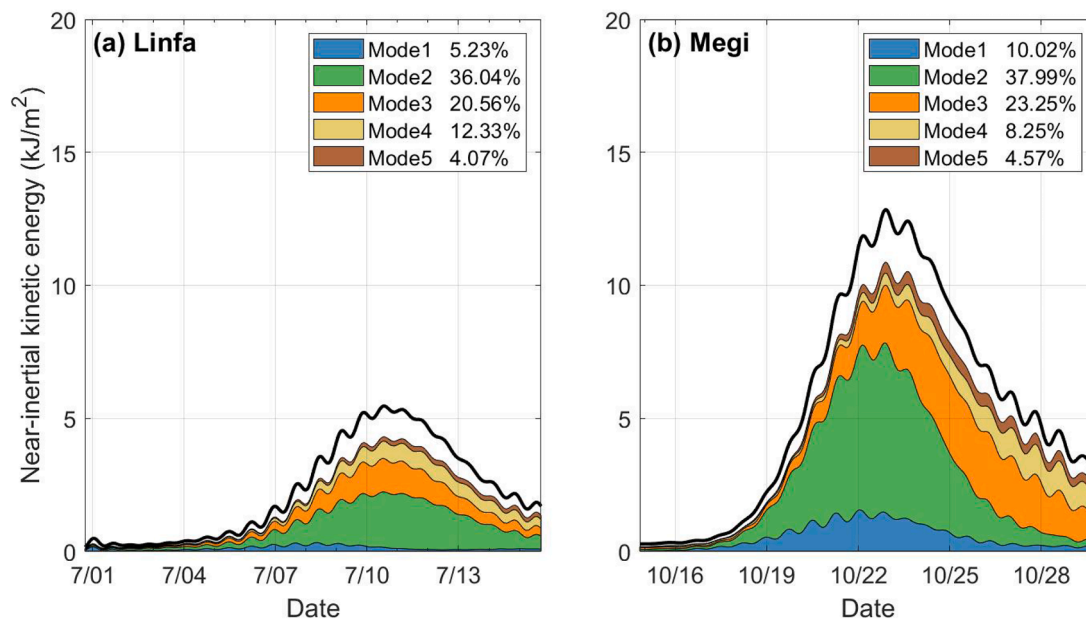 (a) Linfa
Mode1 5.23%
Mode2 36.04%
Mode3 20.56%
Mode4 12.33%
Mode5 4.07%
Near-inertial kinetic energy (kJ/m²)
20
15
10
5
0
7/01 7/04 7/07 7/10 7/13
Date
(b) Megi
Mode1 10.02%
Mode2 37.99%
Mode3 23.25%
Mode4 8.25%
Mode5 4.57%
20
15
10
5
0
10/16 10/19 10/22 10/25 10/28
Date